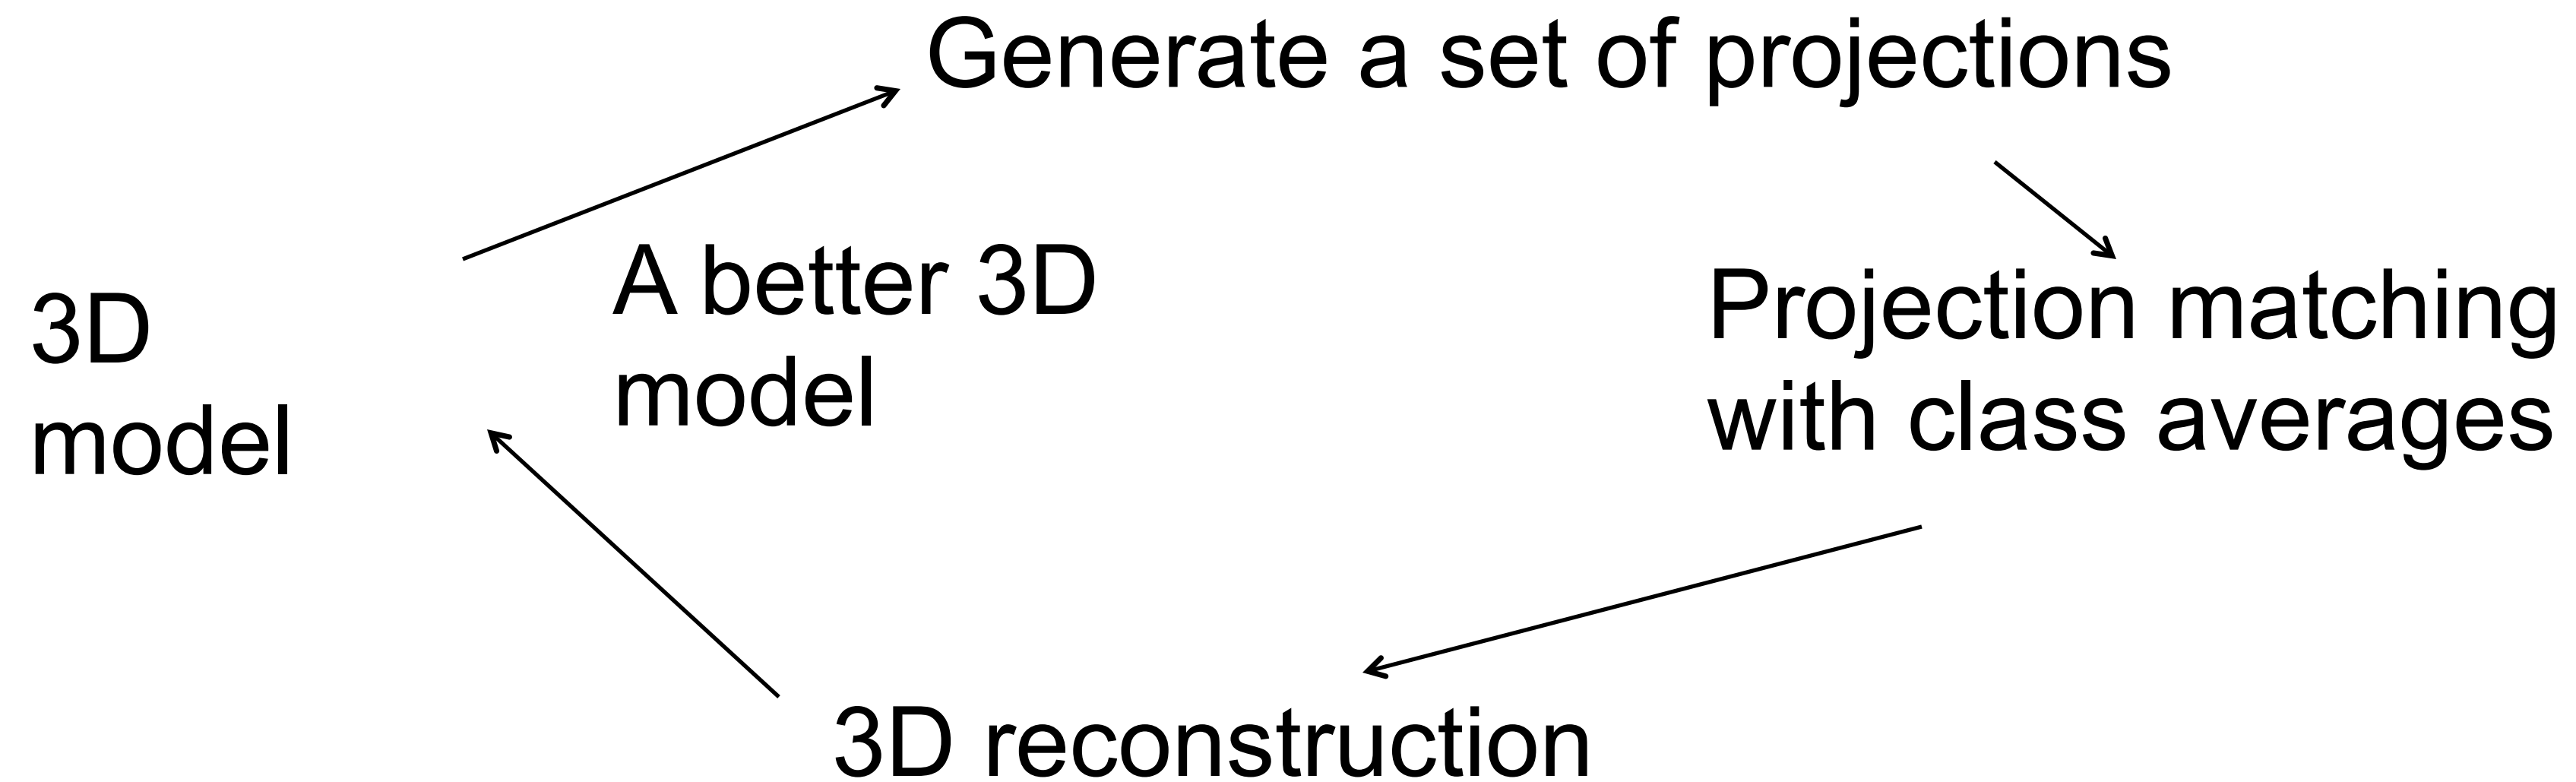 Generate a set of projections
A better 3D
model
3D
model
Projection matching
with class averages
3D reconstruction